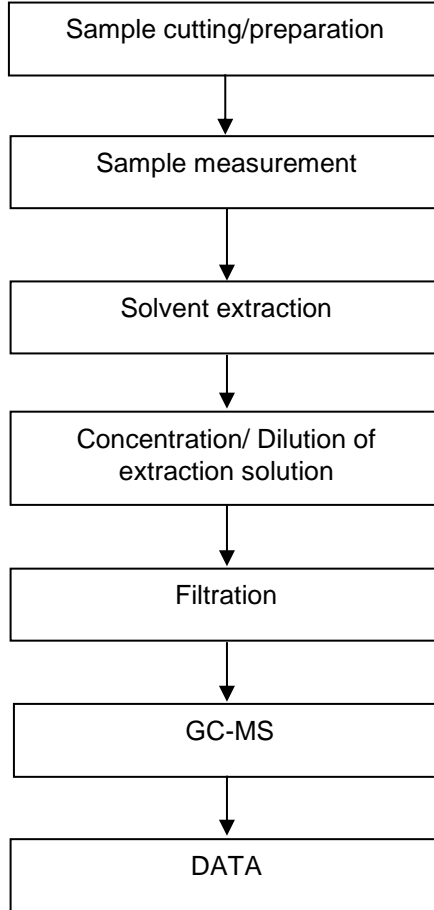 Sample cutting/preparation
Sample measurement
Solvent extraction
Concentration/ Dilution of
extraction solution
Filtration
GC-MS
DATA